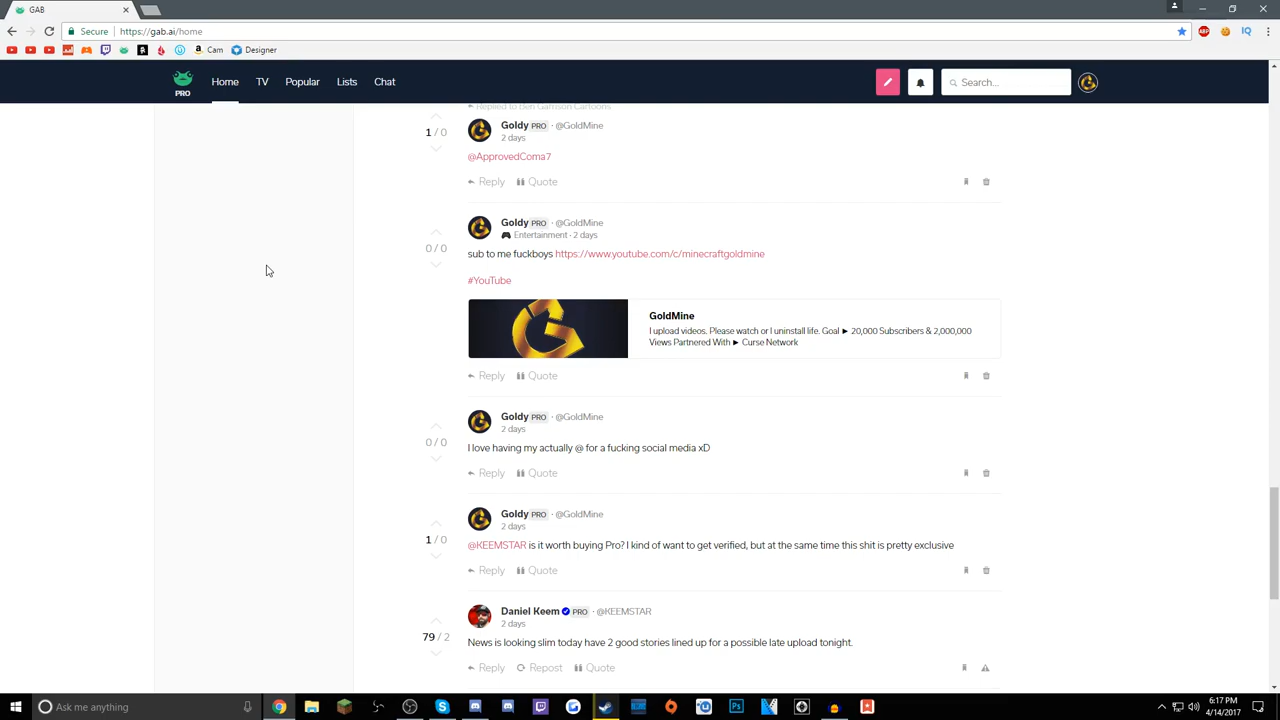 GAB
Secure https://gab.ai/home
Cam Designer
PRO Home TV Popular Lists Chat Search...
Replied to Ben Garrison Cartoons
1 / 0 Goldy PRO · @GoldMine
2 days
@ApprovedComa7
Reply Quote
Goldy PRO · @GoldMine
Entertainment · 2 days
0 / 0
sub to me fuckboys https://www.youtube.com/c/minecraftgoldmine
#YouTube
GoldMine
I upload videos. Please watch or I uninstall life. Goal ► 20,000 Subscribers & 2,000,000
Views Partnered With ► Curse Network
Reply Quote
Goldy PRO · @GoldMine
2 days
0 / 0
I love having my actually @ for a fucking social media xD
Reply Quote
Goldy PRO · @GoldMine
2 days
1 / 0
@KEEMSTAR is it worth buying Pro? I kind of want to get verified, but at the same time this shit is pretty exclusive
Reply Quote
Daniel Keem PRO · @KEEMSTAR
2 days
79 / 2
News is looking slim today have 2 good stories lined up for a possible late upload tonight.
Reply Repost Quote
Ask me anything
6:17 PM
4/14/2017